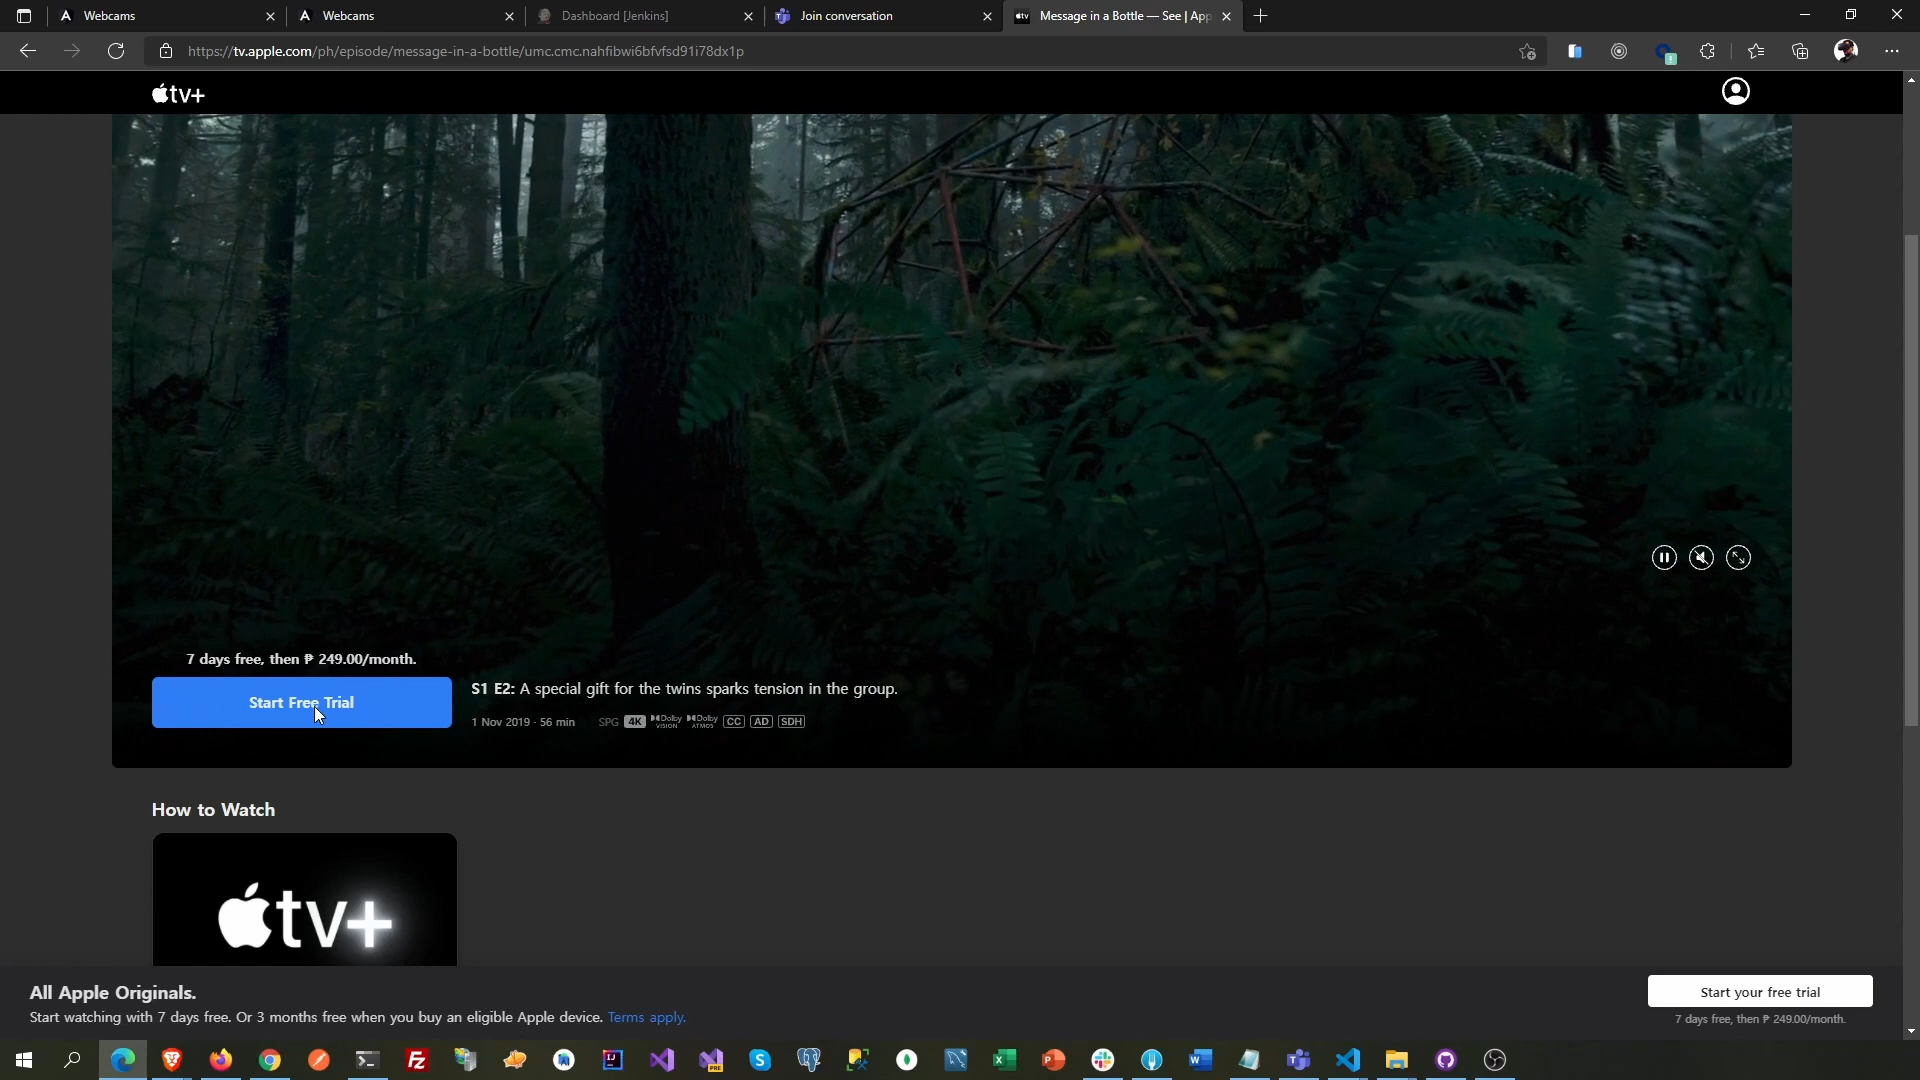 Webcams
Webcams
Dashboard [Jenkins]
Join conversation
Message in a Bottle — See | App
https://tv.apple.com/ph/episode/message-in-a-bottle/umc.cmc.nahfibwi6bfvfsd91i78dx1p
tv+
7 days free, then ₱ 249.00/month.
Start Free Trial
S1 E2: A special gift for the twins sparks tension in the group.
1 Nov 2019 · 56 min SPG 4K Dolby VISION Dolby ATMOS CC AD SDH
How to Watch
tv+
All Apple Originals.
Start watching with 7 days free. Or 3 months free when you buy an eligible Apple device. Terms apply.
Start your free trial
7 days free, then ₱ 249.00/month.